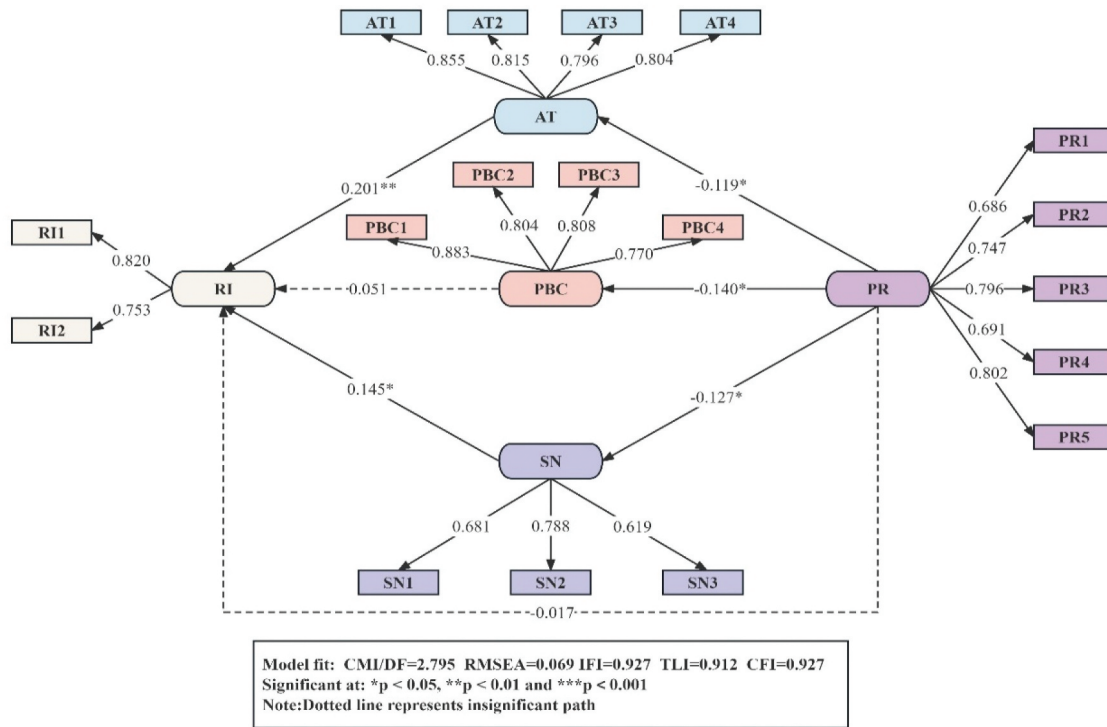 AT1 AT2 AT3 AT4
0.855 0.815 0.796 0.804
AT
PR1
PBC2 PBC3
0.201** -0.119*
0.686
PR2
RI1 PBC1 0.804 0.808 PBC4
0.747
0.883 0.770
0.820
RI 0.051 PBC -0.140* PR 0.796 PR3
0.753
0.691
RI2
PR4
0.802
0.145* -0.127*
PR5
SN
0.681 0.788 0.619
SN1 SN2 SN3
-0.017
Model fit: CMI/DF=2.795 RMSEA=0.069 IFI=0.927 TLI=0.912 CFI=0.927
Significant at: *p < 0.05, **p < 0.01 and ***p < 0.001
Note:Dotted line represents insignificant path